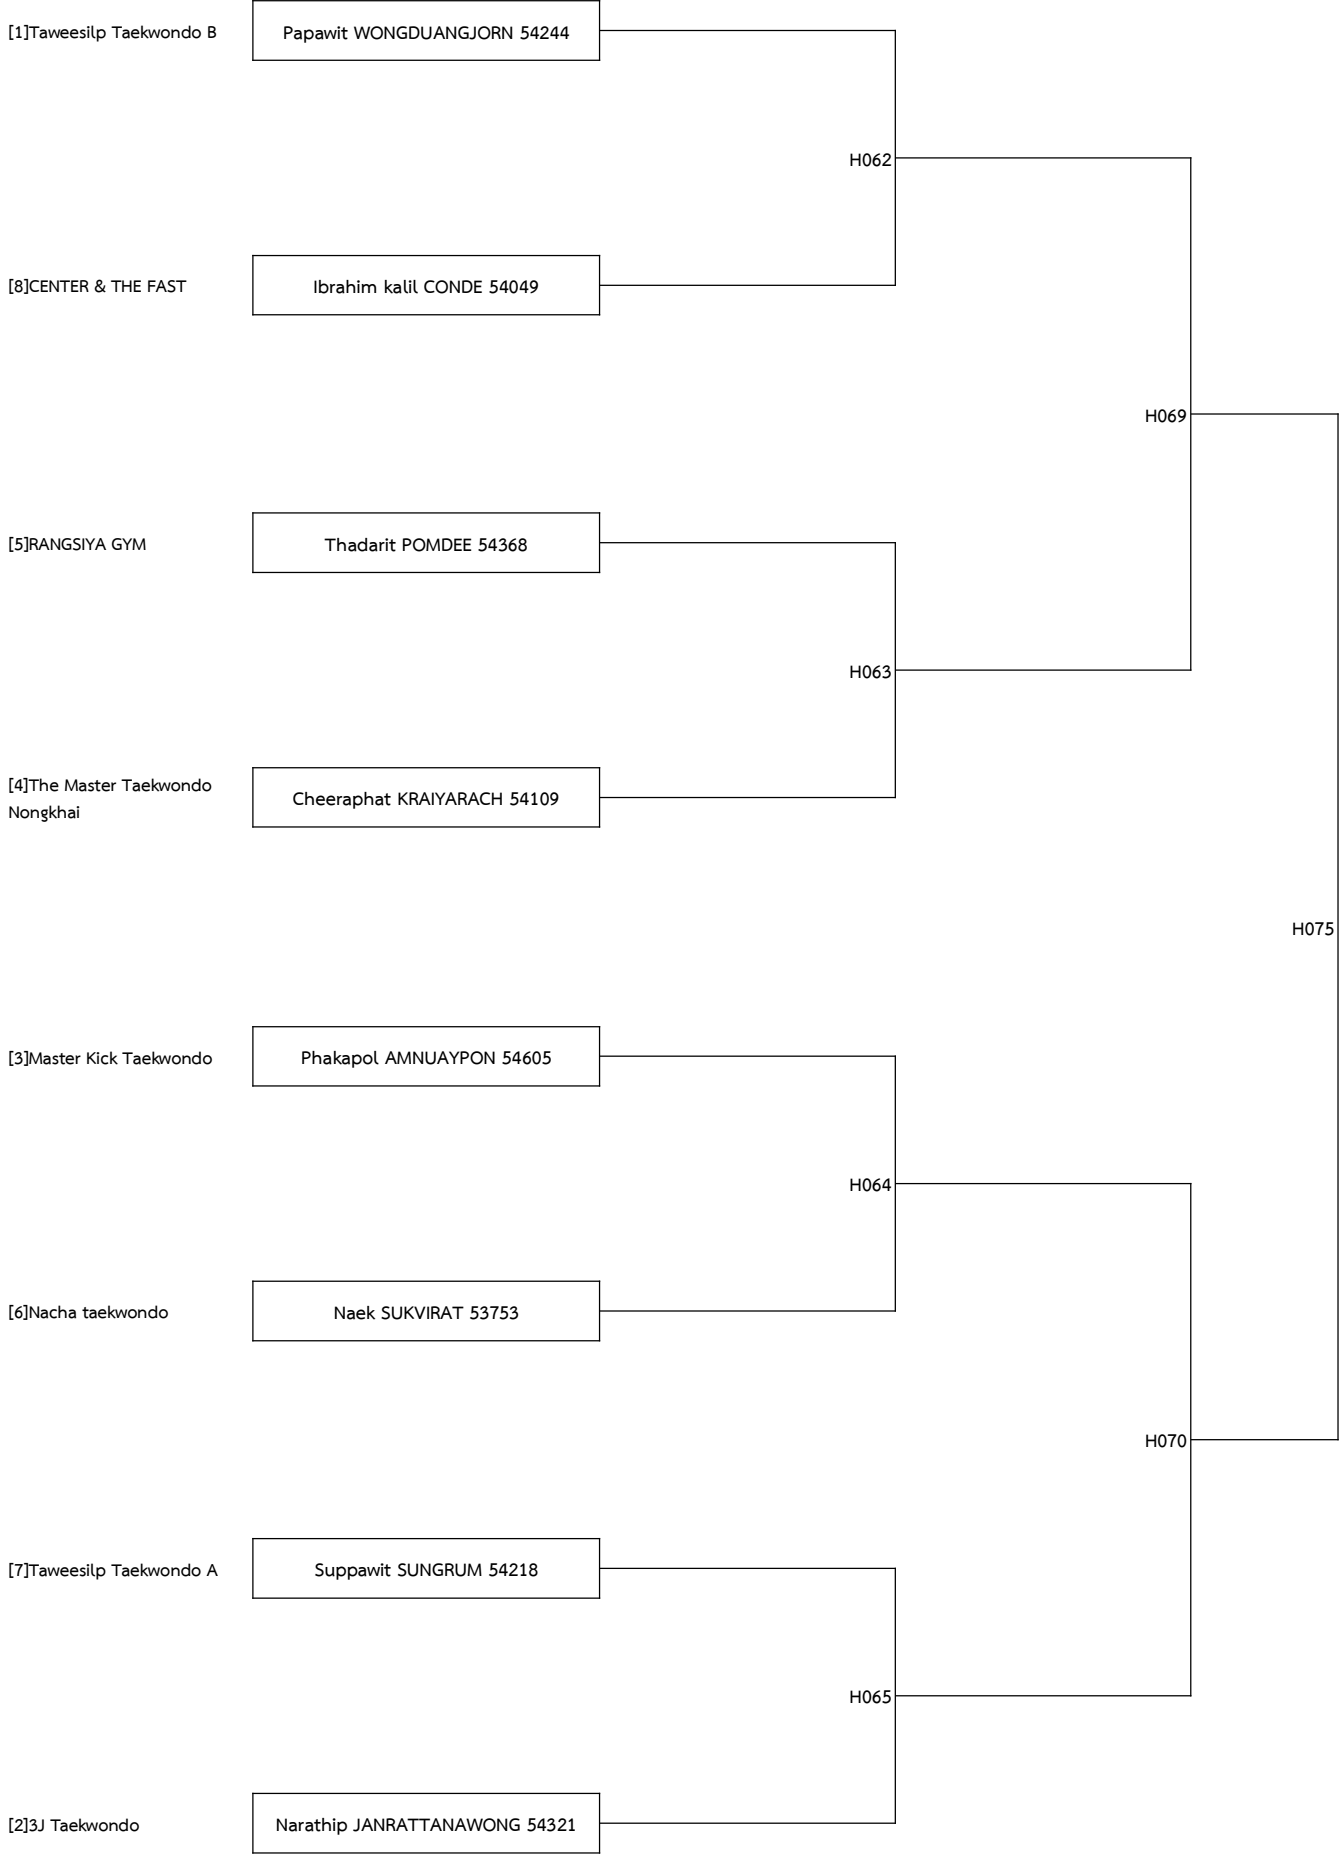 [1]Taweesilp Taekwondo B
Papawit WONGDUANGJORN 54244
H062
[8]CENTER & THE FAST
Ibrahim kalil CONDE 54049
H069
[5]RANGSIYA GYM
Thadarit POMDEE 54368
H063
[4]The Master Taekwondo
Nongkhai
Cheeraphat KRAIYARACH 54109
H075
[3]Master Kick Taekwondo
Phakapol AMNUAYPON 54605
H064
[6]Nacha taekwondo
Naek SUKVIRAT 53753
H070
[7]Taweesilp Taekwondo A
Suppawit SUNGRUM 54218
H065
[2]3J Taekwondo
Narathip JANRATTANAWONG 54321